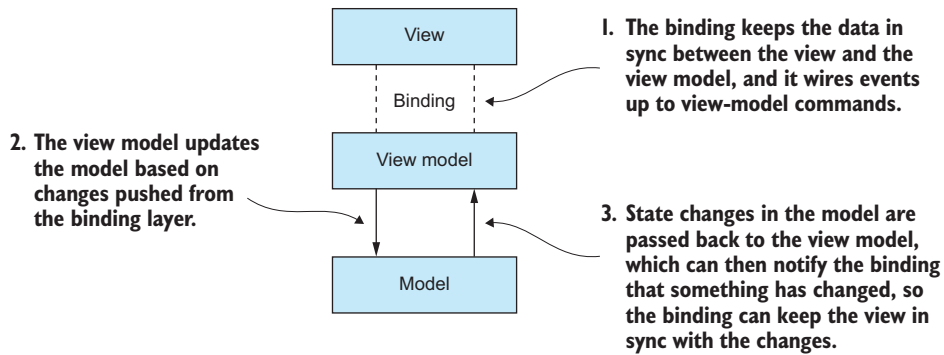 View
1. The binding keeps the data in
sync between the view and the
view model, and it wires events
up to view-model commands.
Binding
2. The view model updates
the model based on
changes pushed from
the binding layer.
View model
3. State changes in the model are
passed back to the view model,
which can then notify the binding
that something has changed, so
the binding can keep the view in
sync with the changes.
Model